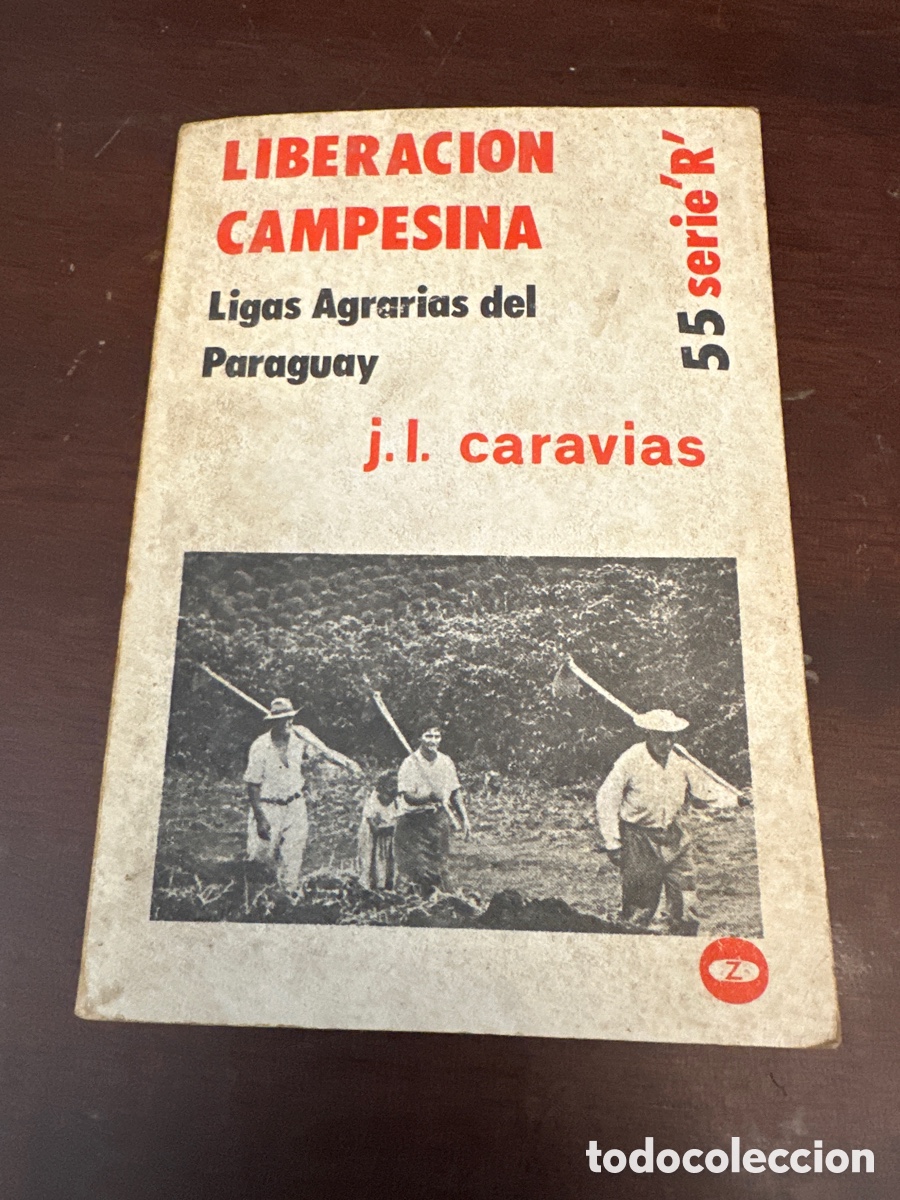 LIBERACION
CAMPESINA
Ligas Agrarias del
Paraguay
55 serie 'R'
j.l. caravias
Z
todocoleccion